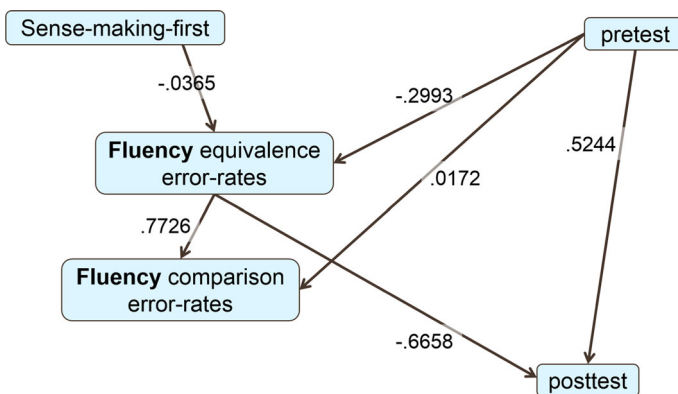 Sense-making-first
pretest
-.0365
-.2993
.5244
Fluency equivalence
error-rates
.0172
.7726
Fluency comparison
error-rates
-.6658
posttest